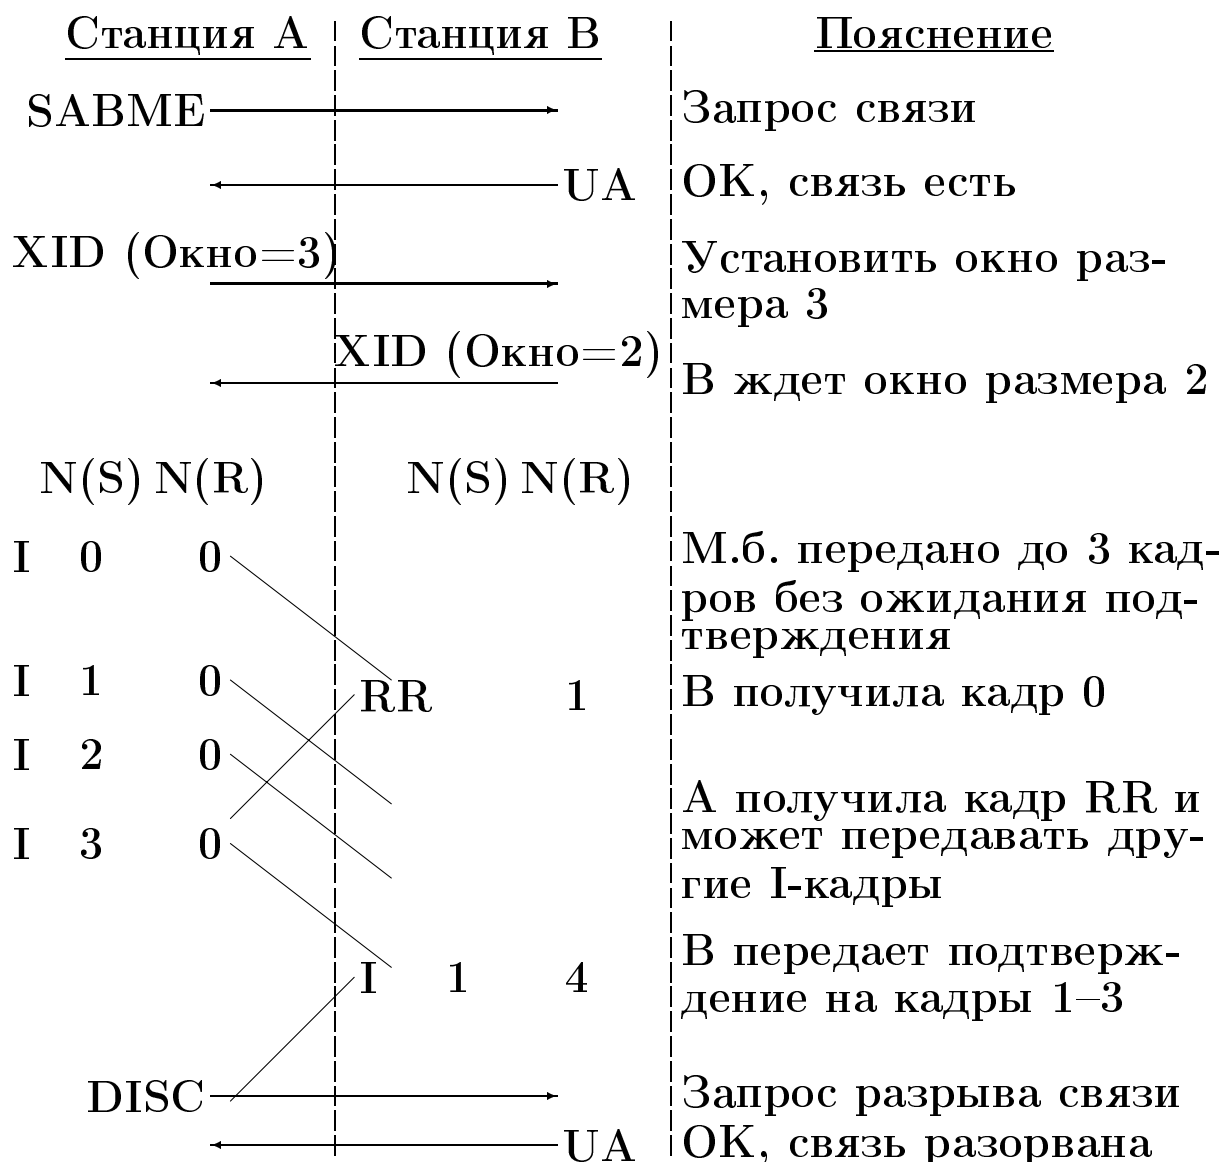 Станция A Станция B Пояснение
SABME Запрос связи
UA OK, связь есть
XID (Окно=3) Установить окно раз-
мера 3
XID (Окно=2)
B ждет окно размера 2
N(S) N(R) N(S) N(R)
I 0 0 М.б. передано до 3 кад-
ров без ожидания под-
тверждения
I 1 0 RR 1 B получила кадр 0
I 2 0
A получила кадр RR и
I 3 0 может передавать дру-
гие I-кадры
B передает подтверж-
I 1 4 дение на кадры 1–3
DISC Запрос разрыва связи
UA OK, связь разорвана